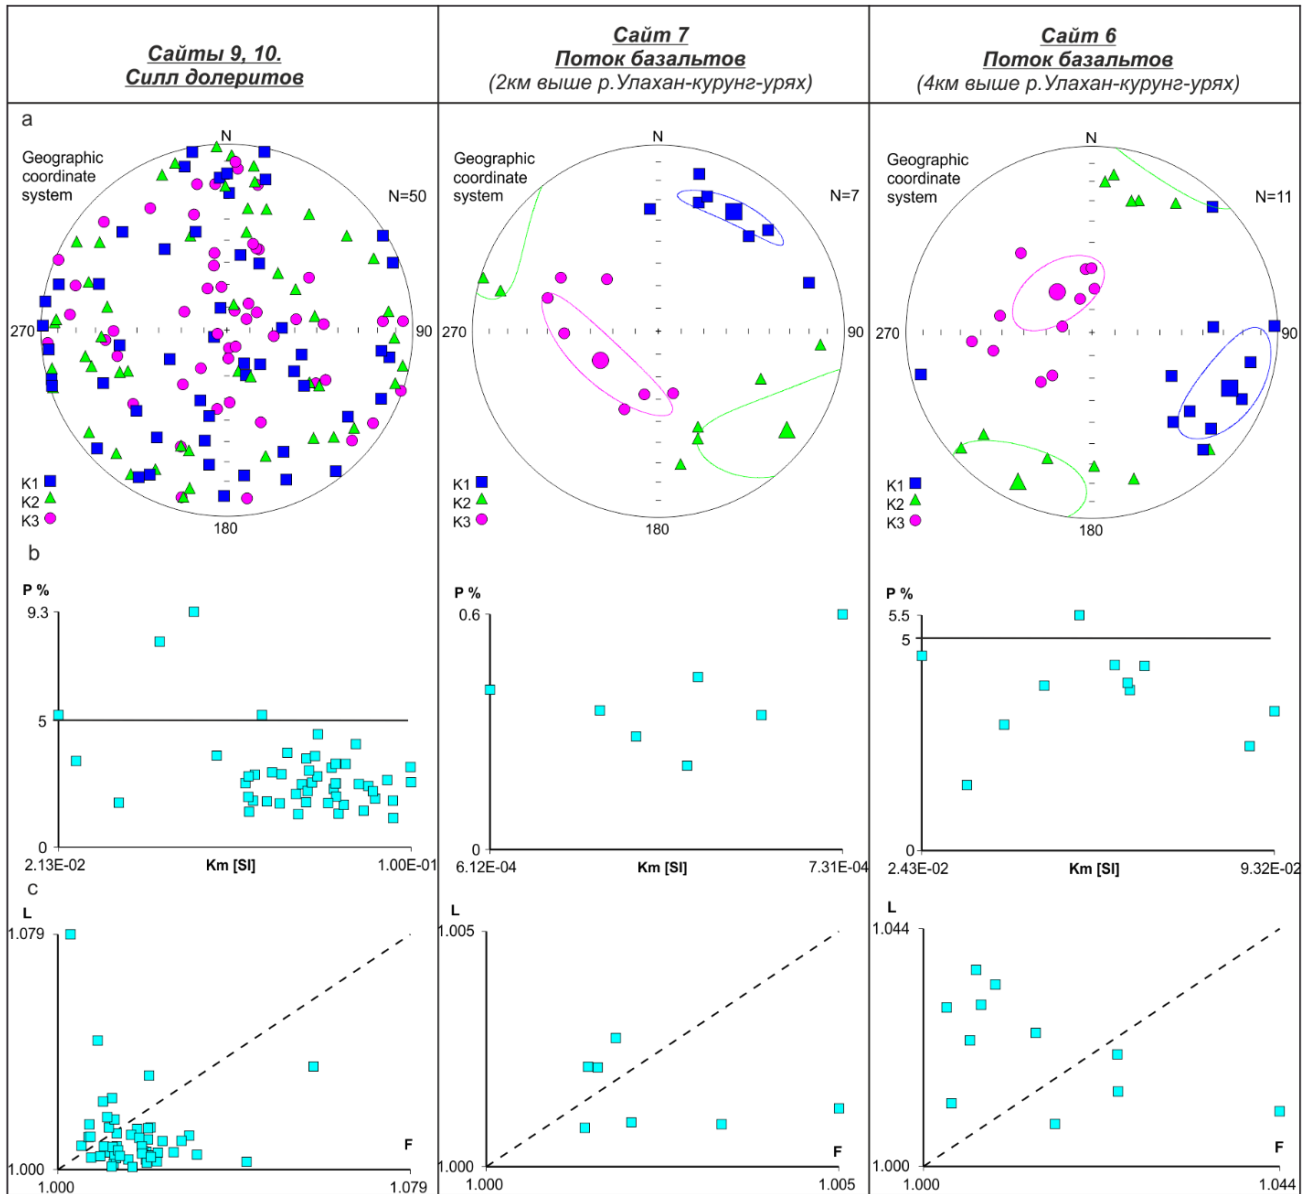 Сайты 9, 10.
Силл долеритов
Сайт 7
Поток базальтов
(2км выше р.Улахан-курунг-урях)
Сайт 6
Поток базальтов
(4км выше р.Улахан-курунг-урях)
a
Geographic
coordinate
system
N
N=50
270
90
180
K1
K2
K3
Geographic
coordinate
system
N
N=7
270
90
180
K1
K2
K3
Geographic
coordinate
system
N
N=11
270
90
180
K1
K2
K3
b
P %
9.3
5
0
2.13E-02
Km [SI]
1.00E-01
P %
0.6
0
6.12E-04
Km [SI]
7.31E-04
P %
5.5
5
0
2.43E-02
Km [SI]
9.32E-02
c
L
1.079
1.000
F
1.000
1.079
L
1.005
1.000
F
1.000
1.005
L
1.044
1.000
F
1.000
1.044